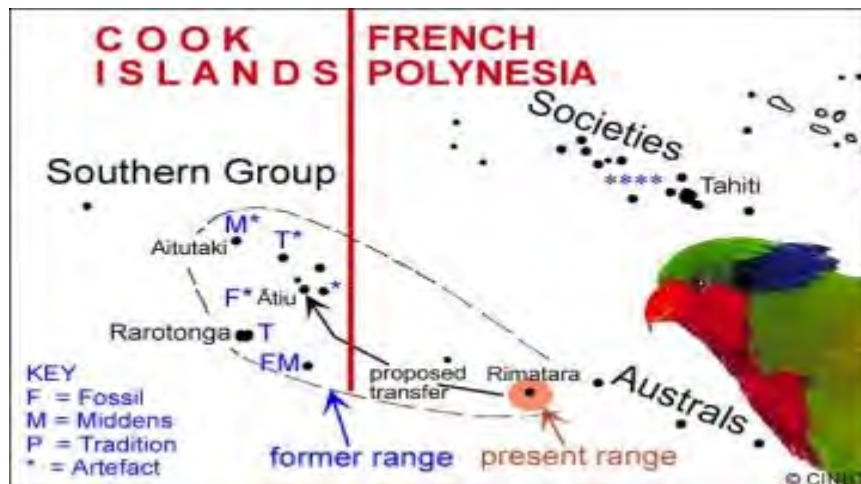 COOK
ISLANDS
FRENCH
POLYNESIA
Societies
****
Tahiti
Southern Group
M*
T*
Aitutaki
F* Ātiu
*
Rarotonga T
FM
KEY
F = Fossil
M = Middens
P = Tradition
* = Artefact
proposed
transfer
Rimatara
Australs
former range
present range
©